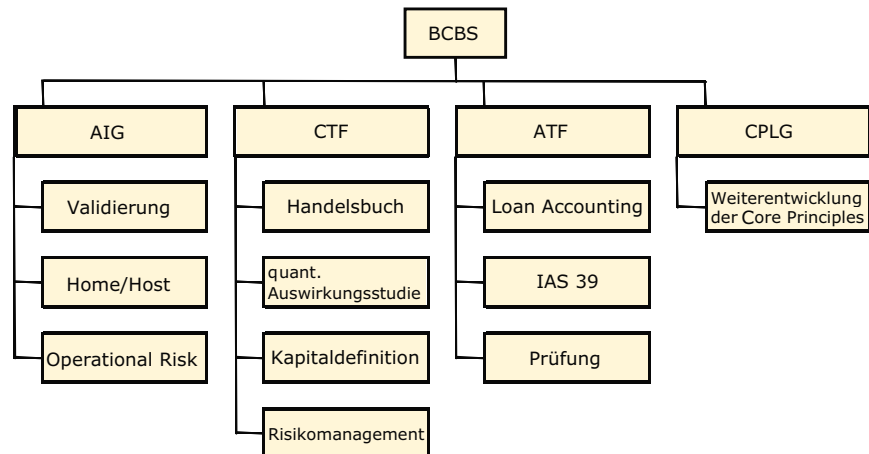 BCBS
AIG
CTF
ATF
CPLG
Validierung
Handelsbuch
Loan Accounting
Weiterentwicklung
der Core Principles
Home/Host
quant.
Auswirkungsstudie
IAS 39
Operational Risk
Kapitaldefinition
Prüfung
Risikomanagement